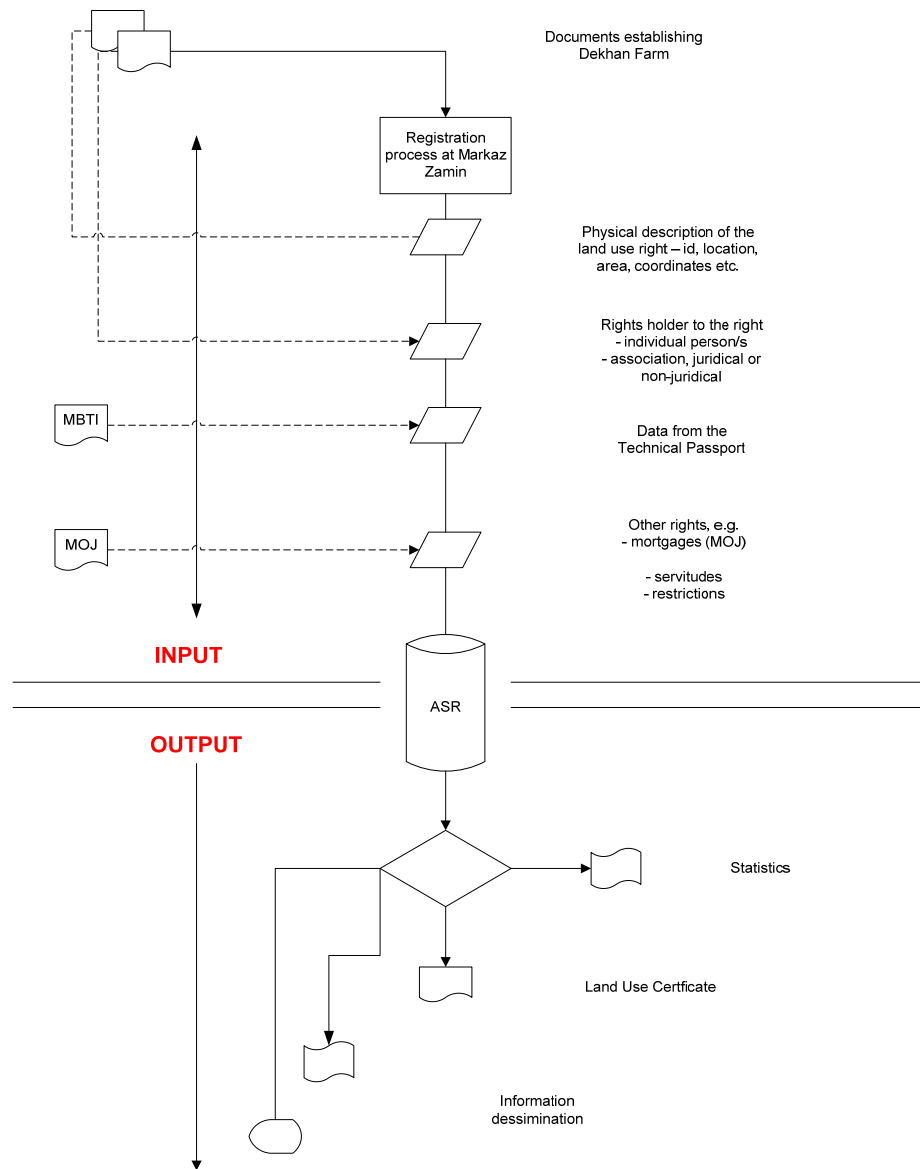 Documents establishing
Dekhan Farm
Registration
process at Markaz
Zamin
Physical description of the
land use right – id, location,
area, coordinates etc.
Rights holder to the right
- individual person/s
- association, juridical or
non-juridical
MBTI
Data from the
Technical Passport
MOJ
Other rights, e.g.
- mortgages (MOJ)
- servitudes
- restrictions
INPUT
ASR
OUTPUT
Statistics
Land Use Certficate
Information
dessimination